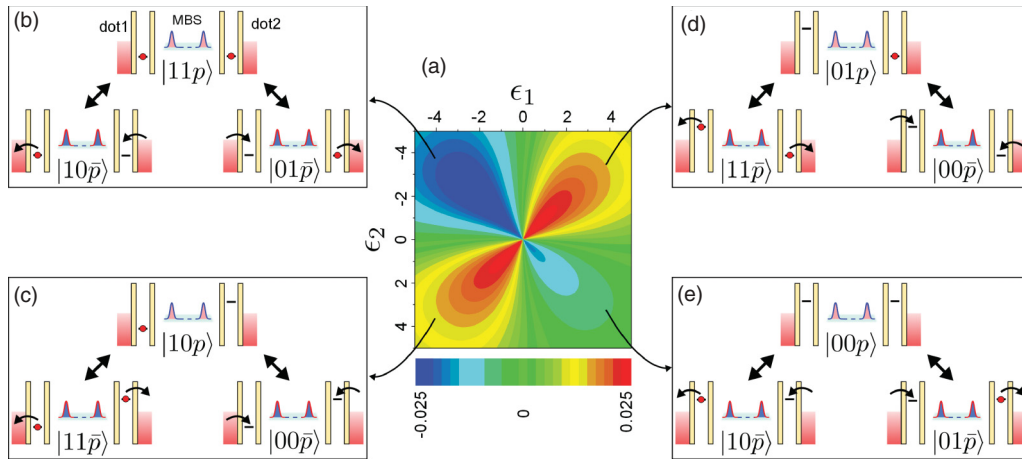 (b)
dot1 MBS dot2
|11p⟩
|10p̄⟩ |01p̄⟩
(a)
ϵ₁
-4 -2 0 2 4
ϵ₂
-4
-2
0
2
4
-0.025 0 0.025
(d)
|01p⟩
|11p̄⟩ |00p̄⟩
(c)
|10p⟩
|11p̄⟩ |00p̄⟩
(e)
|00p⟩
|10p̄⟩ |01p̄⟩